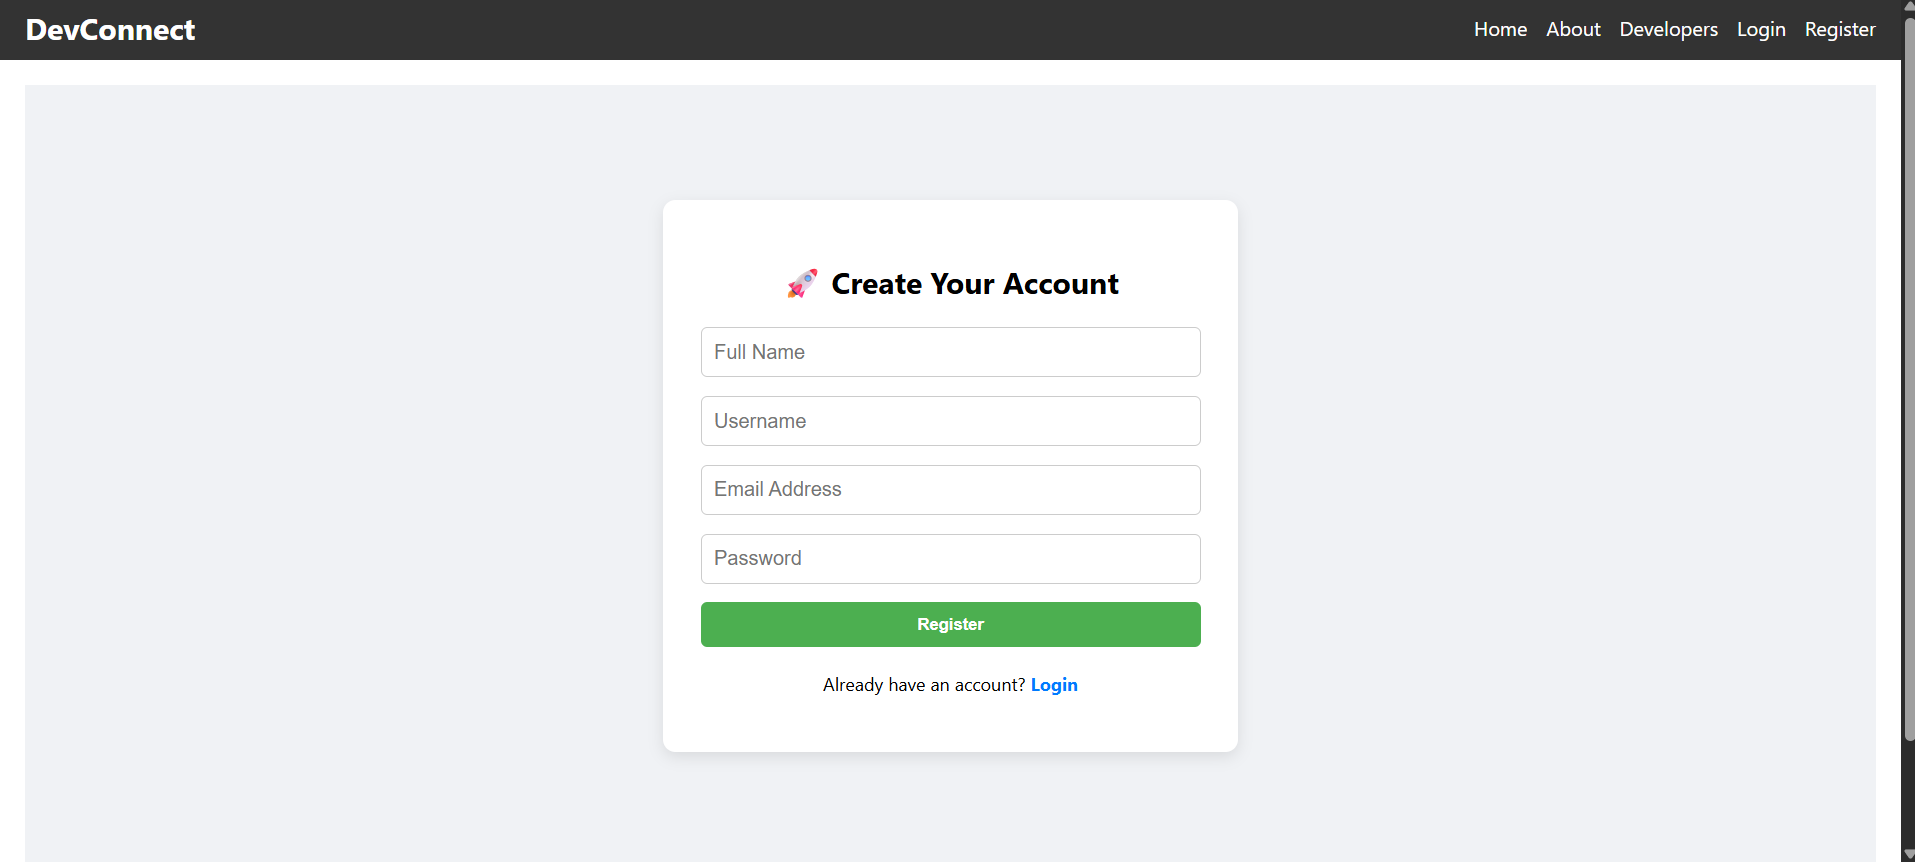 DevConnect
Home About Developers Login Register
🚀 Create Your Account
Full Name
Username
Email Address
Password
Register
Already have an account? Login